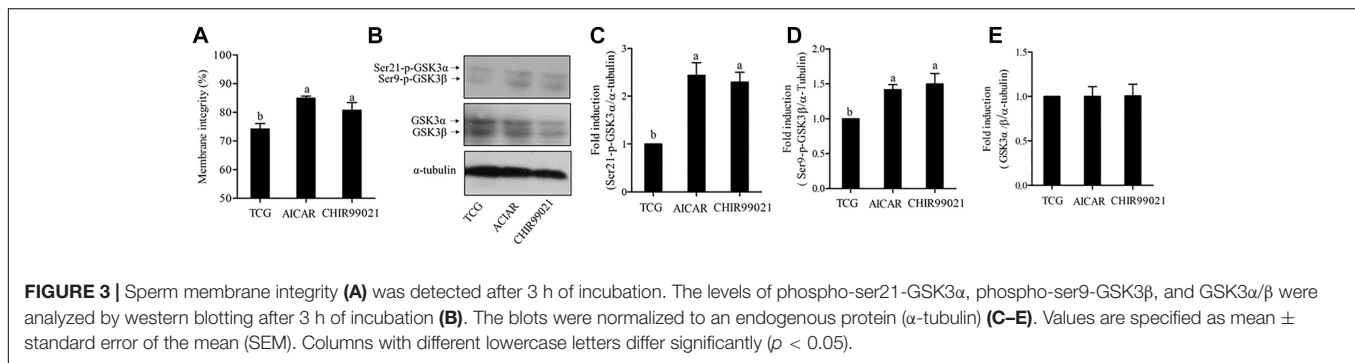 A
Membrane integrity (%)
100
90
80
70
60
50
b
a
a
TCG
AICAR
CHIR99021
B
Ser21-p-GSK3α
Ser9-p-GSK3β
GSK3α
GSK3β
α-tubulin
TCG
ACIAR
CHIR99021
C
Fold induction
(Ser21-p-GSK3α/α-tubulin)
3
2
1
0
b
a
a
TCG
AICAR
CHIR99021
D
Fold induction
( Ser9-p-GSK3β/α-Tubulin)
2.0
1.5
1.0
0.5
0.0
b
a
a
TCG
AICAR
CHIR99021
E
Fold induction
( GSK3α /β/α-tubulin)
1.5
1.0
0.5
0.0
TCG
AICAR
CHIR99021
FIGURE 3 | Sperm membrane integrity (A) was detected after 3 h of incubation. The levels of phospho-ser21-GSK3α, phospho-ser9-GSK3β, and GSK3α/β were
analyzed by western blotting after 3 h of incubation (B). The blots were normalized to an endogenous protein (α-tubulin) (C–E). Values are specified as mean ±
standard error of the mean (SEM). Columns with different lowercase letters differ significantly (p < 0.05).